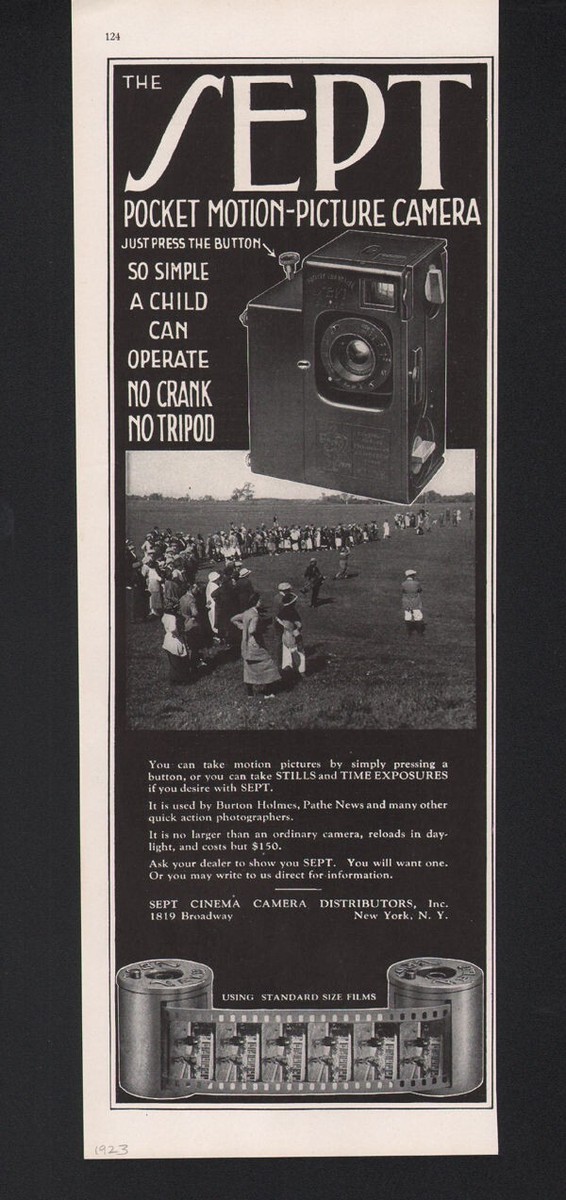 124
THE SEPT
POCKET MOTION-PICTURE CAMERA
JUST PRESS THE BUTTON
SO SIMPLE
A CHILD
CAN
OPERATE
NO CRANK
NO TRIPOD
You can take motion pictures by simply pressing a
button, or you can take STILLS and TIME EXPOSURES
if you desire with SEPT.
It is used by Burton Holmes, Pathe News and many other
quick action photographers.
It is no larger than an ordinary camera, reloads in day-
light, and costs but $150.
Ask your dealer to show you SEPT. You will want one.
Or you may write to us direct for information.
SEPT CINEMA CAMERA DISTRIBUTORS, Inc.
1819 Broadway New York, N. Y.
USING STANDARD SIZE FILMS
1923